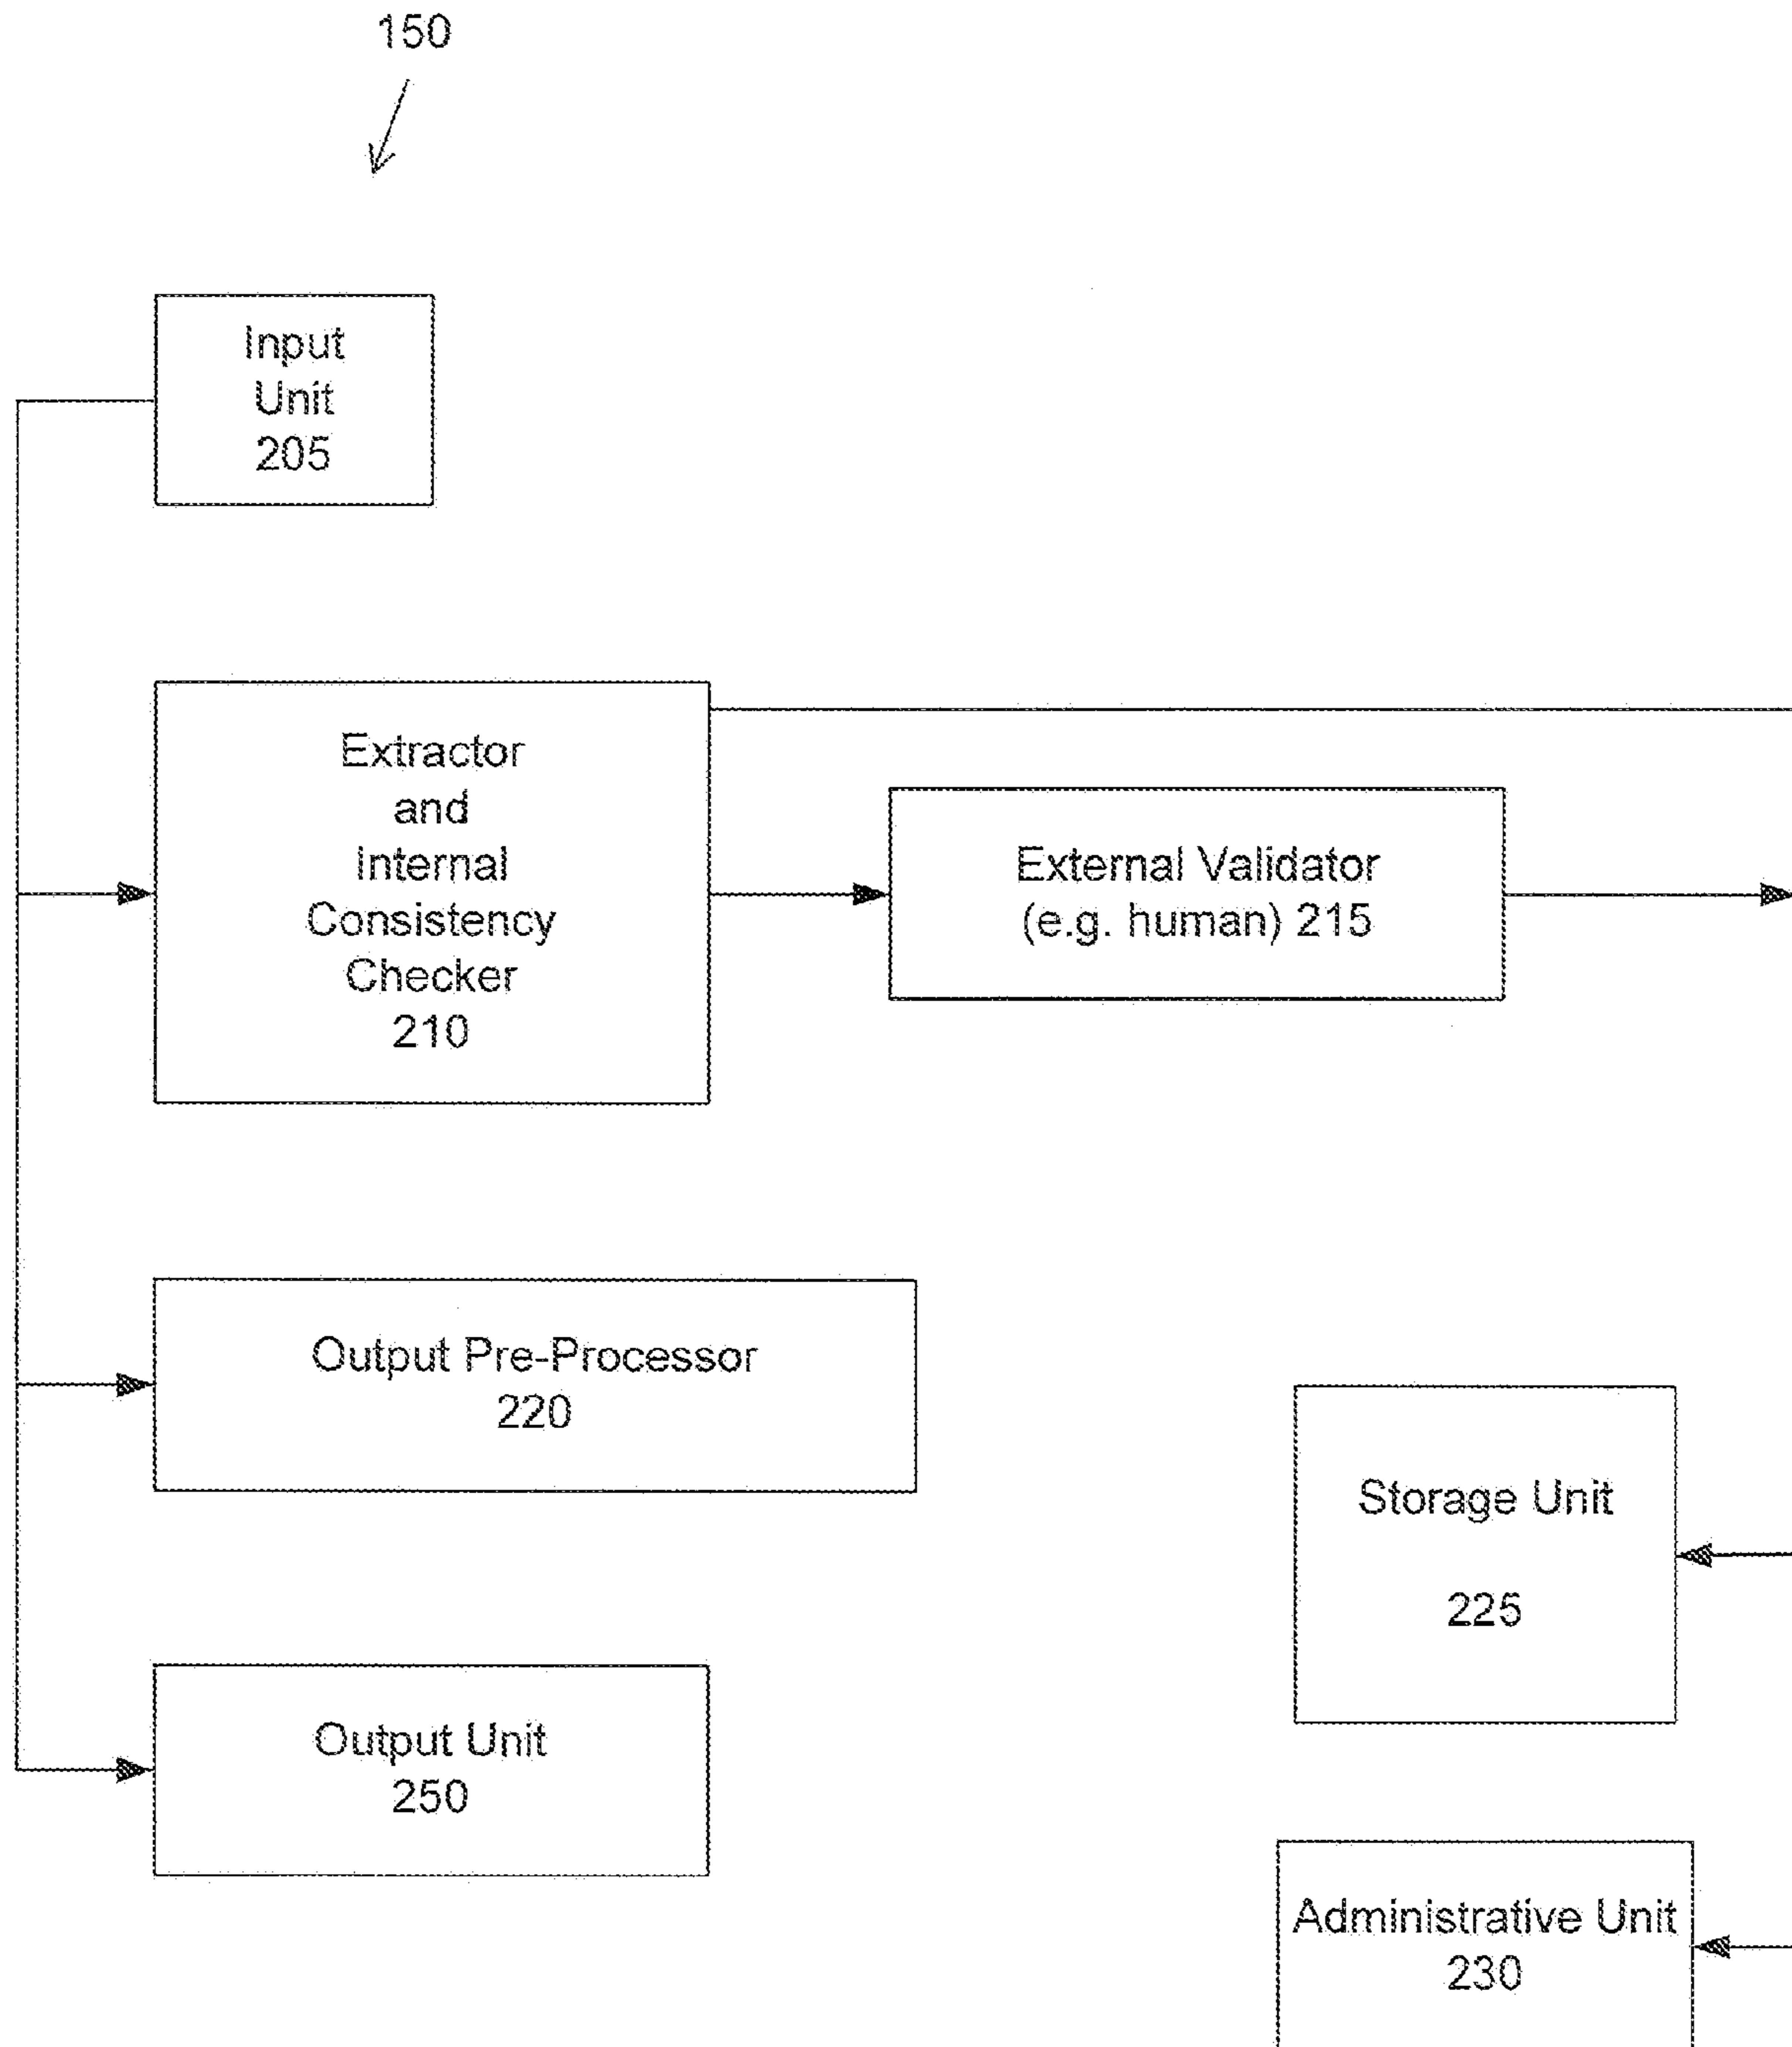 150
Input
Unit
205
Extractor
and
Internal
Consistency
Checker
210
External Validator
(e.g. human) 215
Output Pre-Processor
220
Storage Unit
225
Output Unit
250
Administrative Unit
230